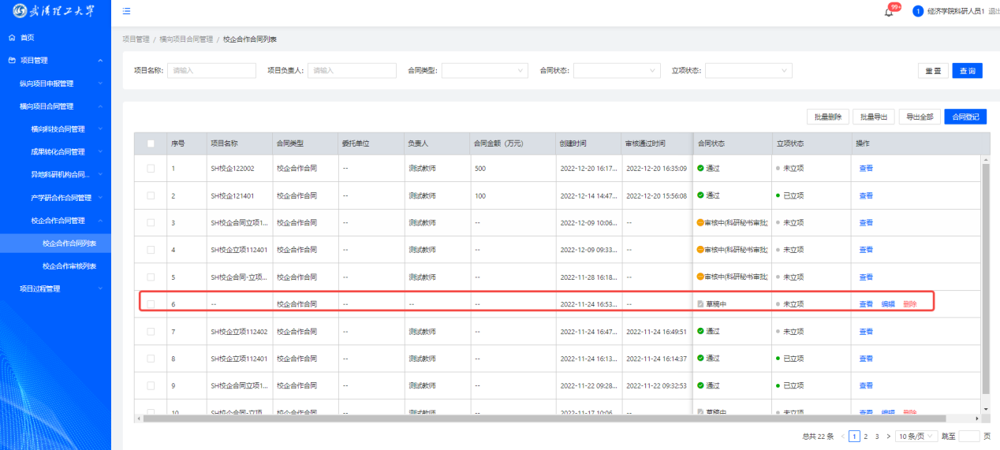 武汉理工大学
99+
1 经济学院科研人员1 退出
首页
项目管理
纵向项目申报管理
横向项目合同管理
横向科技合同管理
成果转化合同管理
异地科研机构合同...
产学研合作合同管理
校企合作合同管理
校企合作合同列表
校企合作审核列表
项目过程管理
项目管理 / 横向项目合同管理 / 校企合作合同列表
项目名称: 请输入 项目负责人: 请输入 合同类型: 合同状态: 立项状态: 重置 查询
批量删除 批量导出 导出全部 合同登记
序号 项目名称 合同类型 委托单位 负责人 合同金额（万元） 创建时间 审核通过时间 合同状态 立项状态 操作
1 SH校企122002 校企合作合同 -- 测试教师 500 2022-12-20 16:17... 2022-12-20 16:35:09 通过 未立项 查看
2 SH校企121401 校企合作合同 -- 测试教师 100 2022-12-14 14:47... 2022-12-20 15:56:08 通过 已立项 查看
3 SH校企合同立项1... 校企合作合同 -- 测试教师 -- 2022-12-09 10:06... -- 审核中(科研秘书审批) 未立项 查看
4 SH校企立项112401 校企合作合同 -- 测试教师 -- 2022-12-09 09:33... -- 审核中(科研秘书审批) 未立项 查看
5 SH校企合同-立项... 校企合作合同 -- 测试教师 -- 2022-11-28 16:18... -- 审核中(科研秘书审批) 未立项 查看
6 -- 校企合作合同 -- -- -- 2022-11-24 16:53... -- 草稿中 未立项 查看 编辑 删除
7 SH校企立项112402 校企合作合同 -- 测试教师 -- 2022-11-24 16:47... 2022-11-24 16:49:51 通过 未立项 查看
8 SH校企立项112401 校企合作合同 -- 测试教师 -- 2022-11-24 16:13... 2022-11-24 16:14:37 通过 已立项 查看
9 SH校企合同立项1... 校企合作合同 -- 测试教师 -- 2022-11-22 09:28... 2022-11-22 09:32:53 通过 已立项 查看
10 SH校企合同-立项... 校企合作合同 -- 测试教师 -- 2022-11-17 10:06... -- 草稿中 未立项 查看 编辑 删除
总共 22 条 < 1 2 3 > 10 条/页 跳至 页